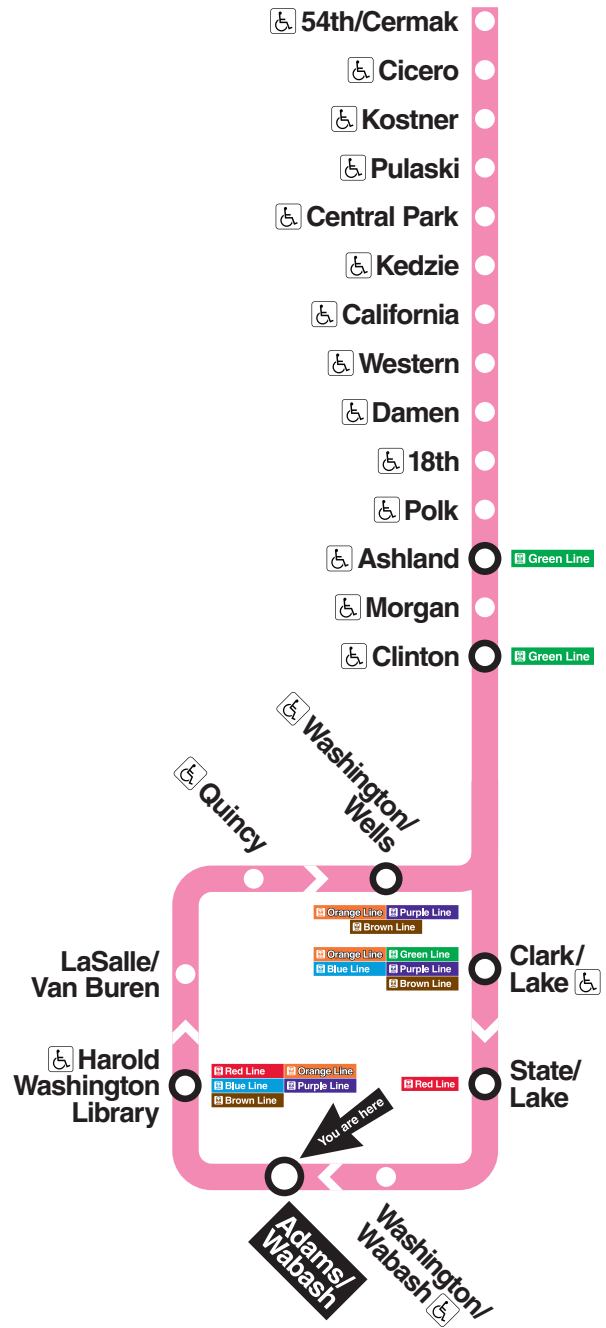 54th/Cermak
Cicero
Kostner
Pulaski
Central Park
Kedzie
California
Western
Damen
18th
Polk
Ashland
Green Line
Morgan
Clinton
Green Line
Washington/
Wells
Quincy
Orange Line
Purple Line
Brown Line
Orange Line
Green Line
Blue Line
Purple Line
Brown Line
Clark/
Lake
LaSalle/
Van Buren
Harold
Washington
Library
Red Line
Orange Line
Blue Line
Purple Line
Brown Line
Red Line
State/
Lake
You are here
Adams/
Wabash
Washington/
Wabash